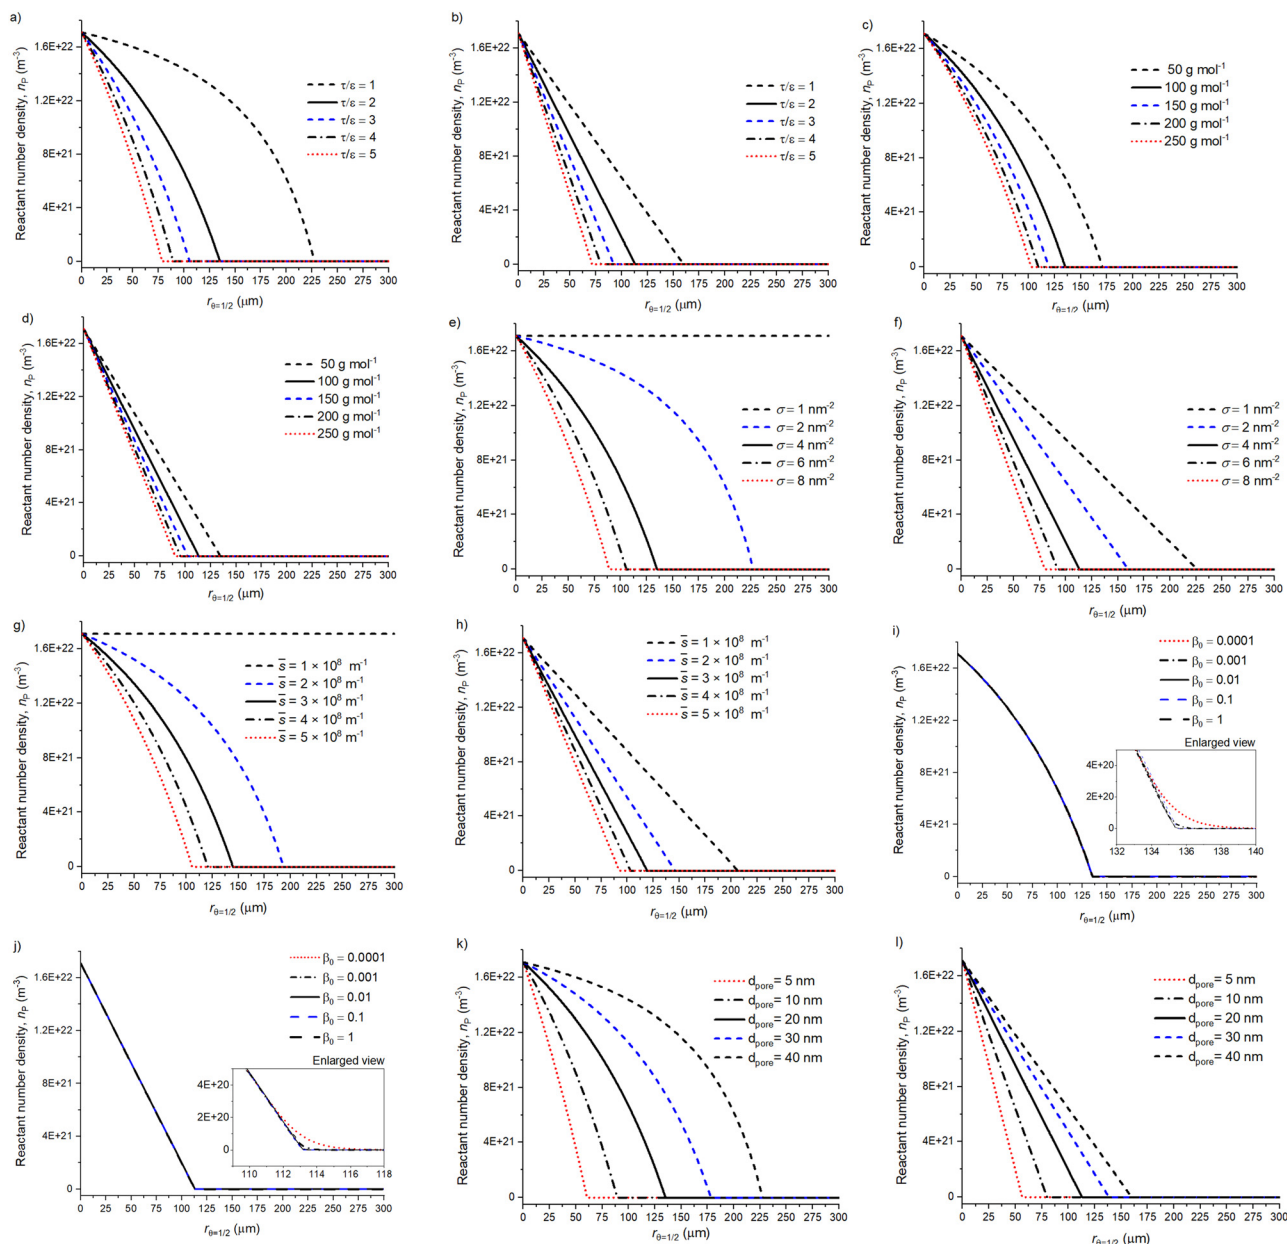 a)
Reactant number density, nP (m-3)
1.6E+22
1.2E+22
8E+21
4E+21
0
τ/ε = 1
τ/ε = 2
τ/ε = 3
τ/ε = 4
τ/ε = 5
0 25 50 75 100 125 150 175 200 225 250 275 300
rθ=1/2 (μm)
b)
Reactant number density, nP (m-3)
1.6E+22
1.2E+22
8E+21
4E+21
0
τ/ε = 1
τ/ε = 2
τ/ε = 3
τ/ε = 4
τ/ε = 5
0 25 50 75 100 125 150 175 200 225 250 275 300
rθ=1/2 (μm)
c)
Reactant number density, nP (m-3)
1.6E+22
1.2E+22
8E+21
4E+21
0
50 g mol-1
100 g mol-1
150 g mol-1
200 g mol-1
250 g mol-1
0 25 50 75 100 125 150 175 200 225 250 275 300
rθ=1/2 (μm)
d)
Reactant number density, nP (m-3)
1.6E+22
1.2E+22
8E+21
4E+21
0
50 g mol-1
100 g mol-1
150 g mol-1
200 g mol-1
250 g mol-1
0 25 50 75 100 125 150 175 200 225 250 275 300
rθ=1/2 (μm)
e)
Reactant number density, nP (m-3)
1.6E+22
1.2E+22
8E+21
4E+21
0
σ = 1 nm-2
σ = 2 nm-2
σ = 4 nm-2
σ = 6 nm-2
σ = 8 nm-2
0 25 50 75 100 125 150 175 200 225 250 275 300
rθ=1/2 (μm)
f)
Reactant number density, nP (m-3)
1.6E+22
1.2E+22
8E+21
4E+21
0
σ = 1 nm-2
σ = 2 nm-2
σ = 4 nm-2
σ = 6 nm-2
σ = 8 nm-2
0 25 50 75 100 125 150 175 200 225 250 275 300
rθ=1/2 (μm)
g)
Reactant number density, nP (m-3)
1.6E+22
1.2E+22
8E+21
4E+21
0
s̅ = 1 × 108 m-1
s̅ = 2 × 108 m-1
s̅ = 3 × 108 m-1
s̅ = 4 × 108 m-1
s̅ = 5 × 108 m-1
0 25 50 75 100 125 150 175 200 225 250 275 300
rθ=1/2 (μm)
h)
Reactant number density, nP (m-3)
1.6E+22
1.2E+22
8E+21
4E+21
0
s̅ = 1 × 108 m-1
s̅ = 2 × 108 m-1
s̅ = 3 × 108 m-1
s̅ = 4 × 108 m-1
s̅ = 5 × 108 m-1
0 25 50 75 100 125 150 175 200 225 250 275 300
rθ=1/2 (μm)
i)
Reactant number density, nP (m-3)
1.6E+22
1.2E+22
8E+21
4E+21
0
β0 = 0.0001
β0 = 0.001
β0 = 0.01
β0 = 0.1
β0 = 1
Enlarged view
4E+20
2E+20
0
132 134 136 138 140
0 25 50 75 100 125 150 175 200 225 250 275 300
rθ=1/2 (μm)
j)
Reactant number density, nP (m-3)
1.6E+22
1.2E+22
8E+21
4E+21
0
β0 = 0.0001
β0 = 0.001
β0 = 0.01
β0 = 0.1
β0 = 1
Enlarged view
4E+20
2E+20
0
110 112 114 116 118
0 25 50 75 100 125 150 175 200 225 250 275 300
rθ=1/2 (μm)
k)
Reactant number density, nP (m-3)
1.6E+22
1.2E+22
8E+21
4E+21
0
dpore= 5 nm
dpore= 10 nm
dpore= 20 nm
dpore= 30 nm
dpore= 40 nm
0 25 50 75 100 125 150 175 200 225 250 275 300
rθ=1/2 (μm)
l)
Reactant number density, nP (m-3)
1.6E+22
1.2E+22
8E+21
4E+21
0
dpore= 5 nm
dpore= 10 nm
dpore= 20 nm
dpore= 30 nm
dpore= 40 nm
0 25 50 75 100 125 150 175 200 225 250 275 300
rθ=1/2 (μm)